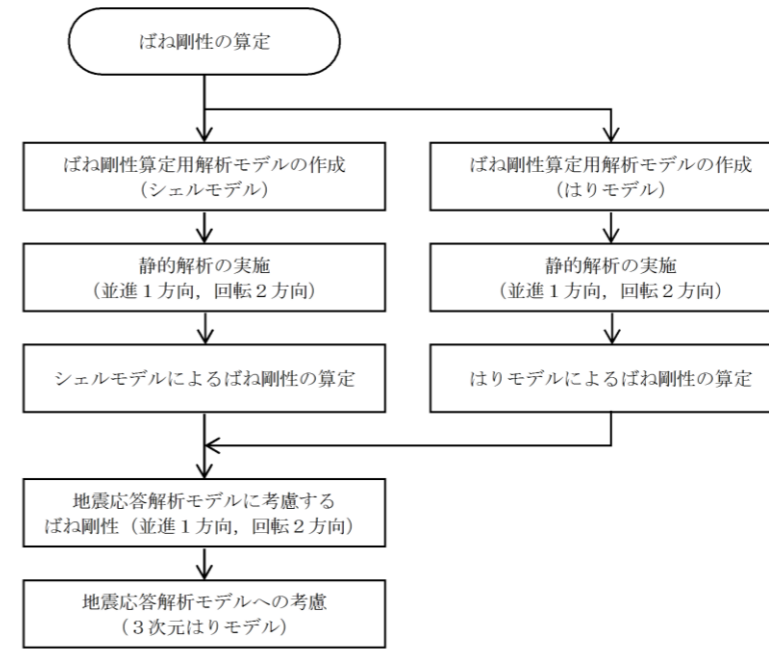 ばね剛性の算定
ばね剛性算定用解析モデルの作成
（シェルモデル）
ばね剛性算定用解析モデルの作成
（はりモデル）
静的解析の実施
（並進１方向，回転２方向）
静的解析の実施
（並進１方向，回転２方向）
シェルモデルによるばね剛性の算定
はりモデルによるばね剛性の算定
地震応答解析モデルに考慮する
ばね剛性（並進１方向，回転２方向）
地震応答解析モデルへの考慮
（３次元はりモデル）